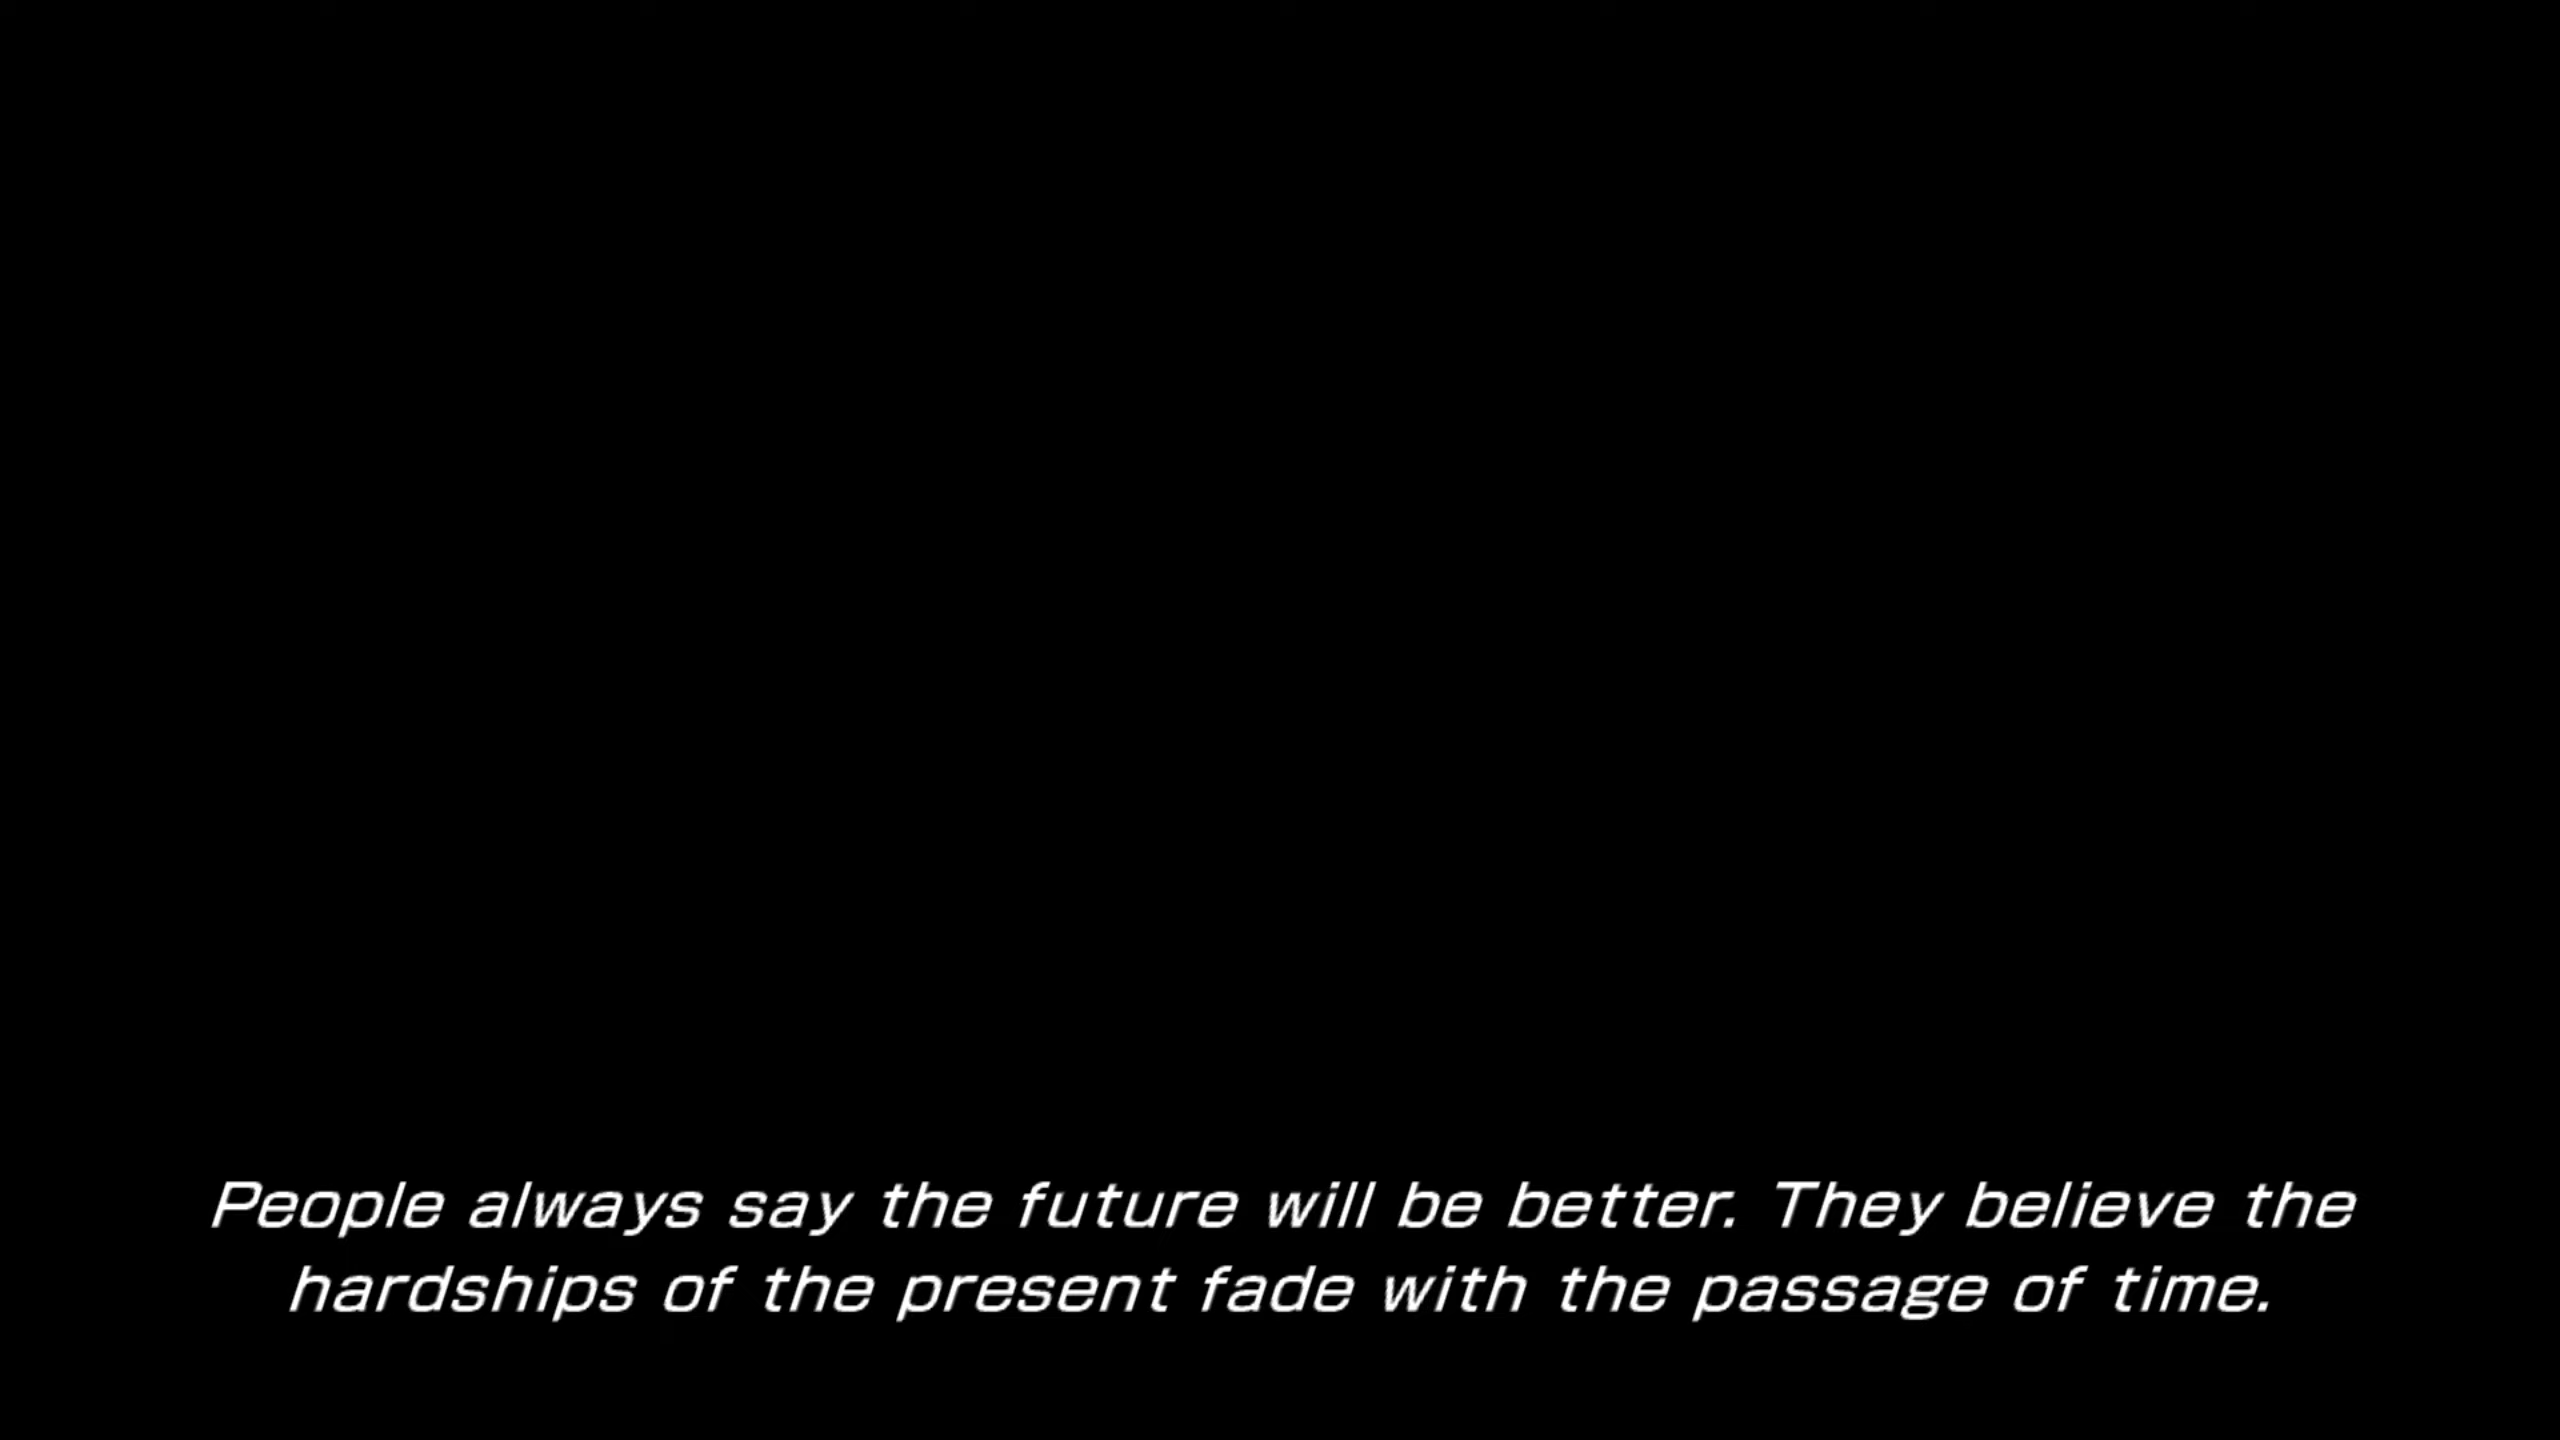 People always say the future will be better. They believe the
hardships of the present fade with the passage of time.